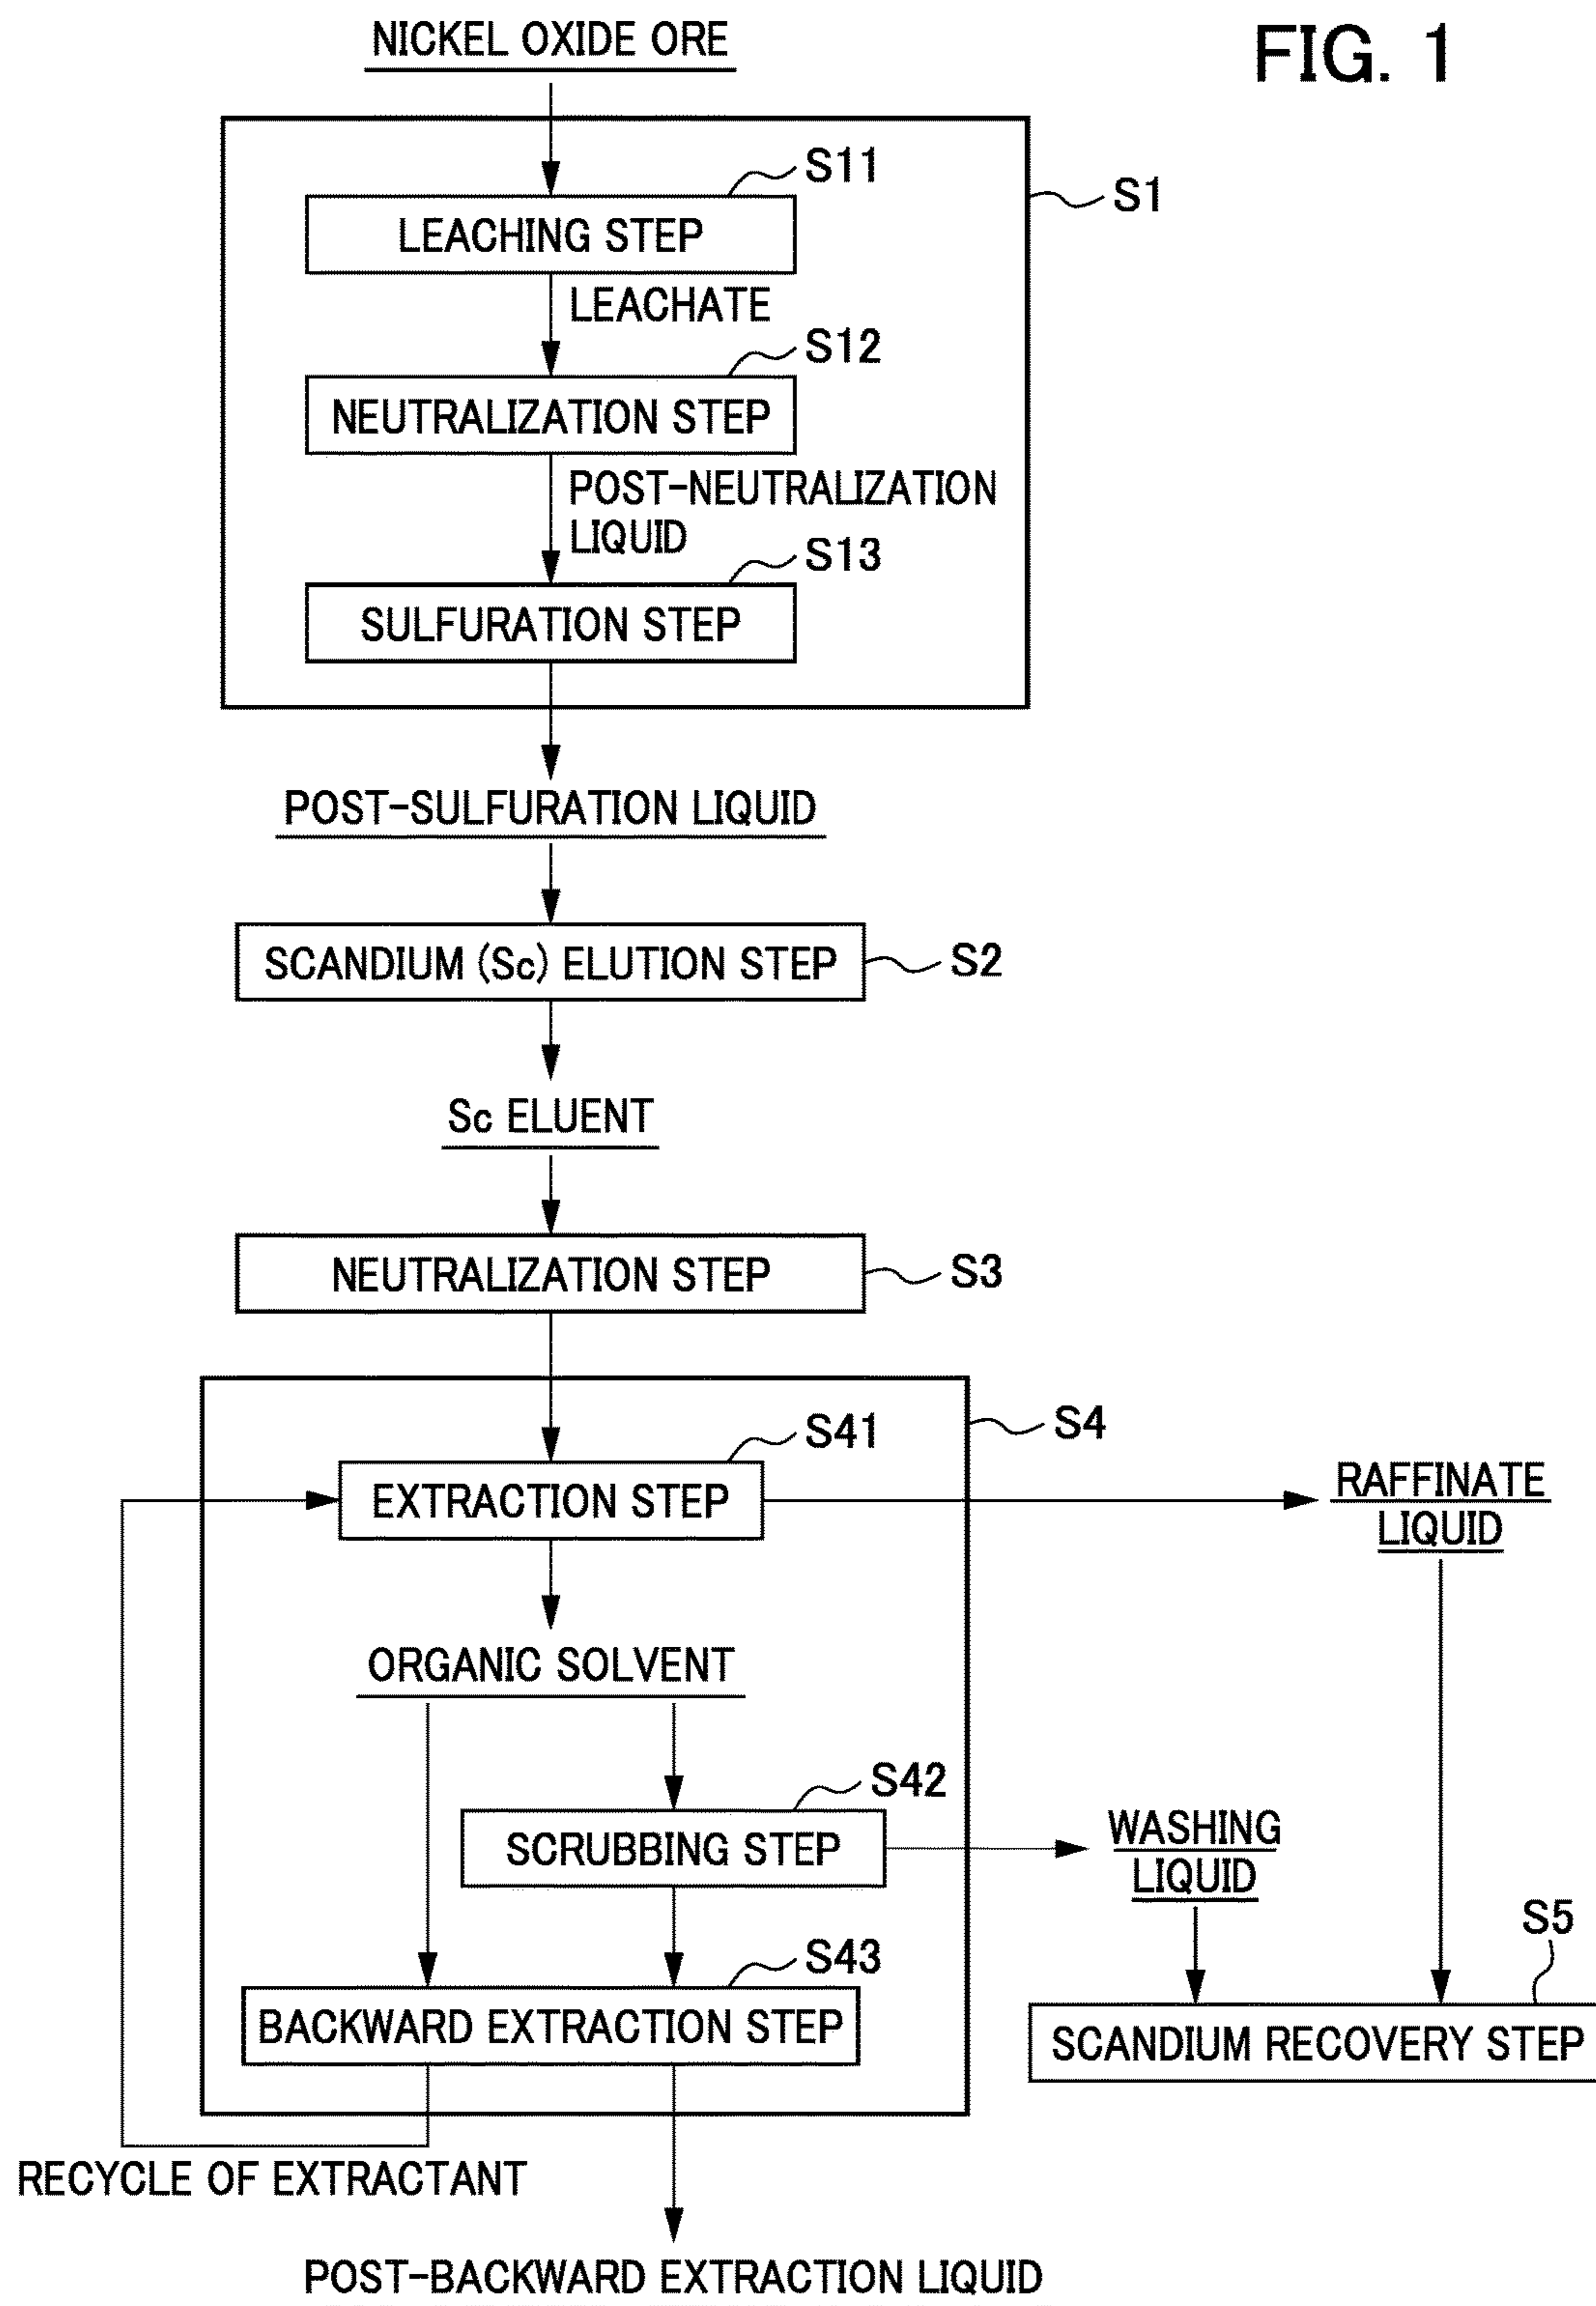 NICKEL OXIDE ORE
FIG. 1
S11
S1
LEACHING STEP
LEACHATE
S12
NEUTRALIZATION STEP
POST-NEUTRALIZATION
LIQUID
S13
SULFURATION STEP
POST-SULFURATION LIQUID
SCANDIUM (Sc) ELUTION STEP
S2
Sc ELUENT
NEUTRALIZATION STEP
S3
S41
S4
EXTRACTION STEP
RAFFINATE
LIQUID
ORGANIC SOLVENT
S42
SCRUBBING STEP
WASHING
LIQUID
S43
S5
BACKWARD EXTRACTION STEP
SCANDIUM RECOVERY STEP
RECYCLE OF EXTRACTANT
POST-BACKWARD EXTRACTION LIQUID